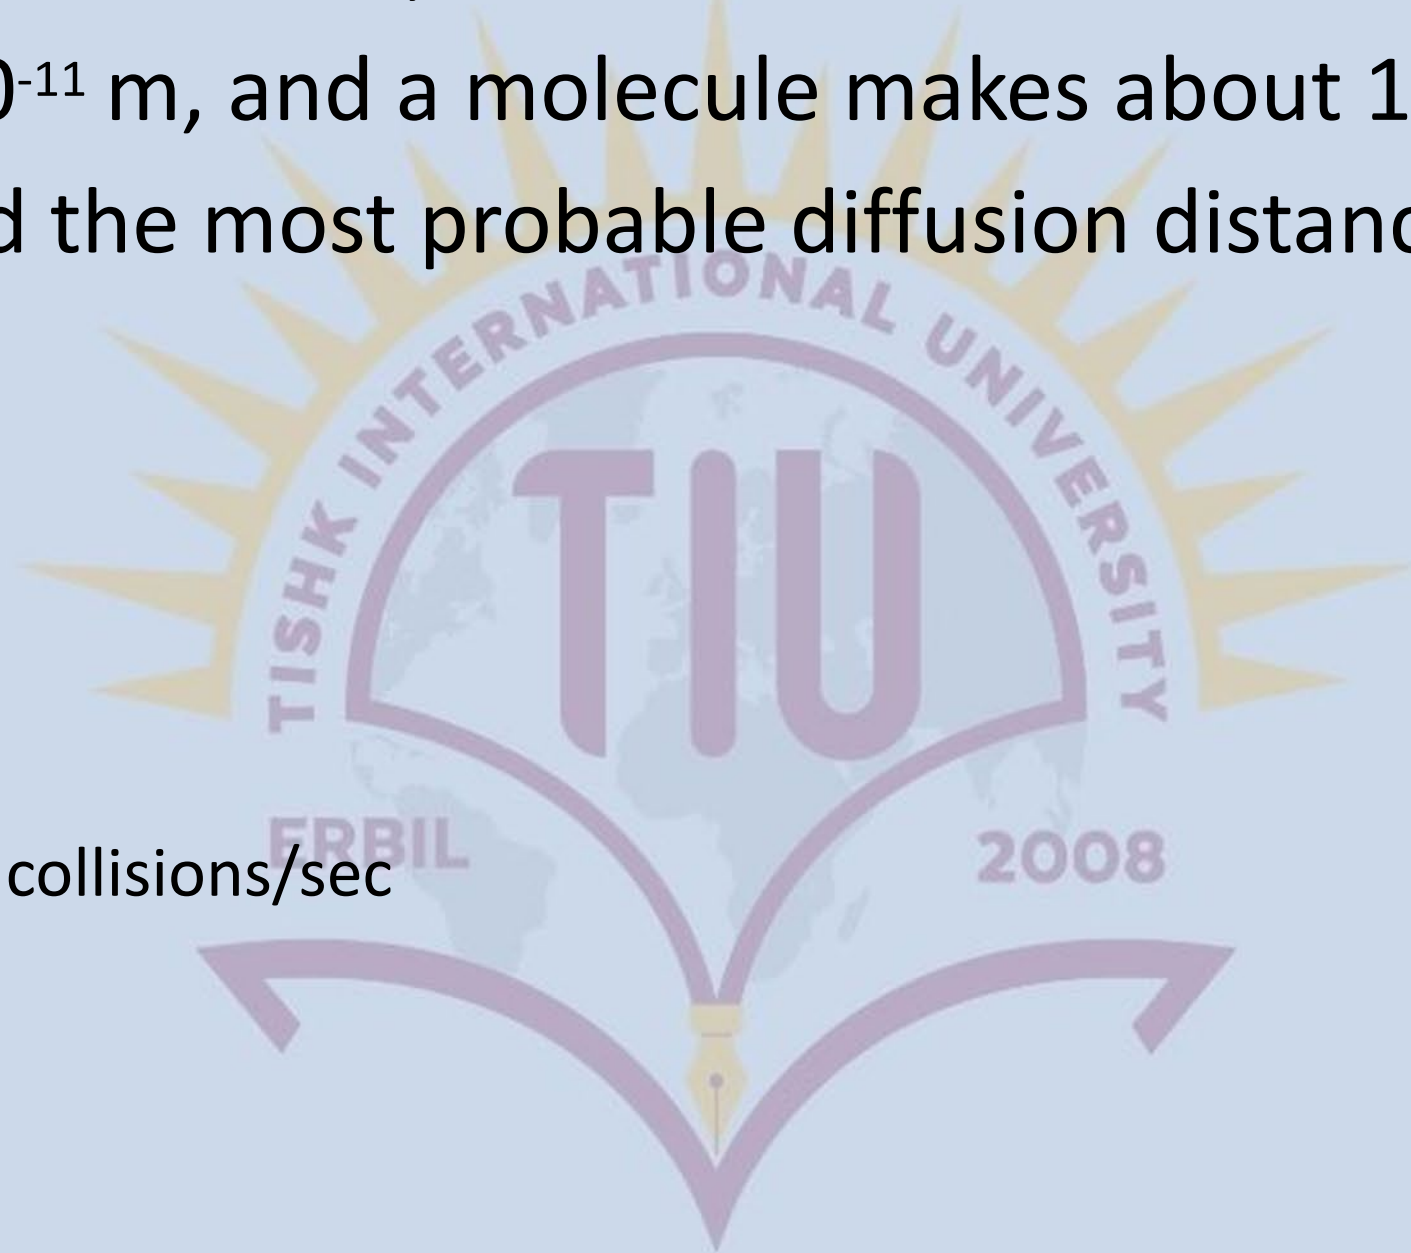 0⁻¹¹ m, and a molecule makes about 1
d the most probable diffusion distanc
TISHK INTERNATIONAL UNIVERSITY
TIU
ERBIL
2008
collisions/sec